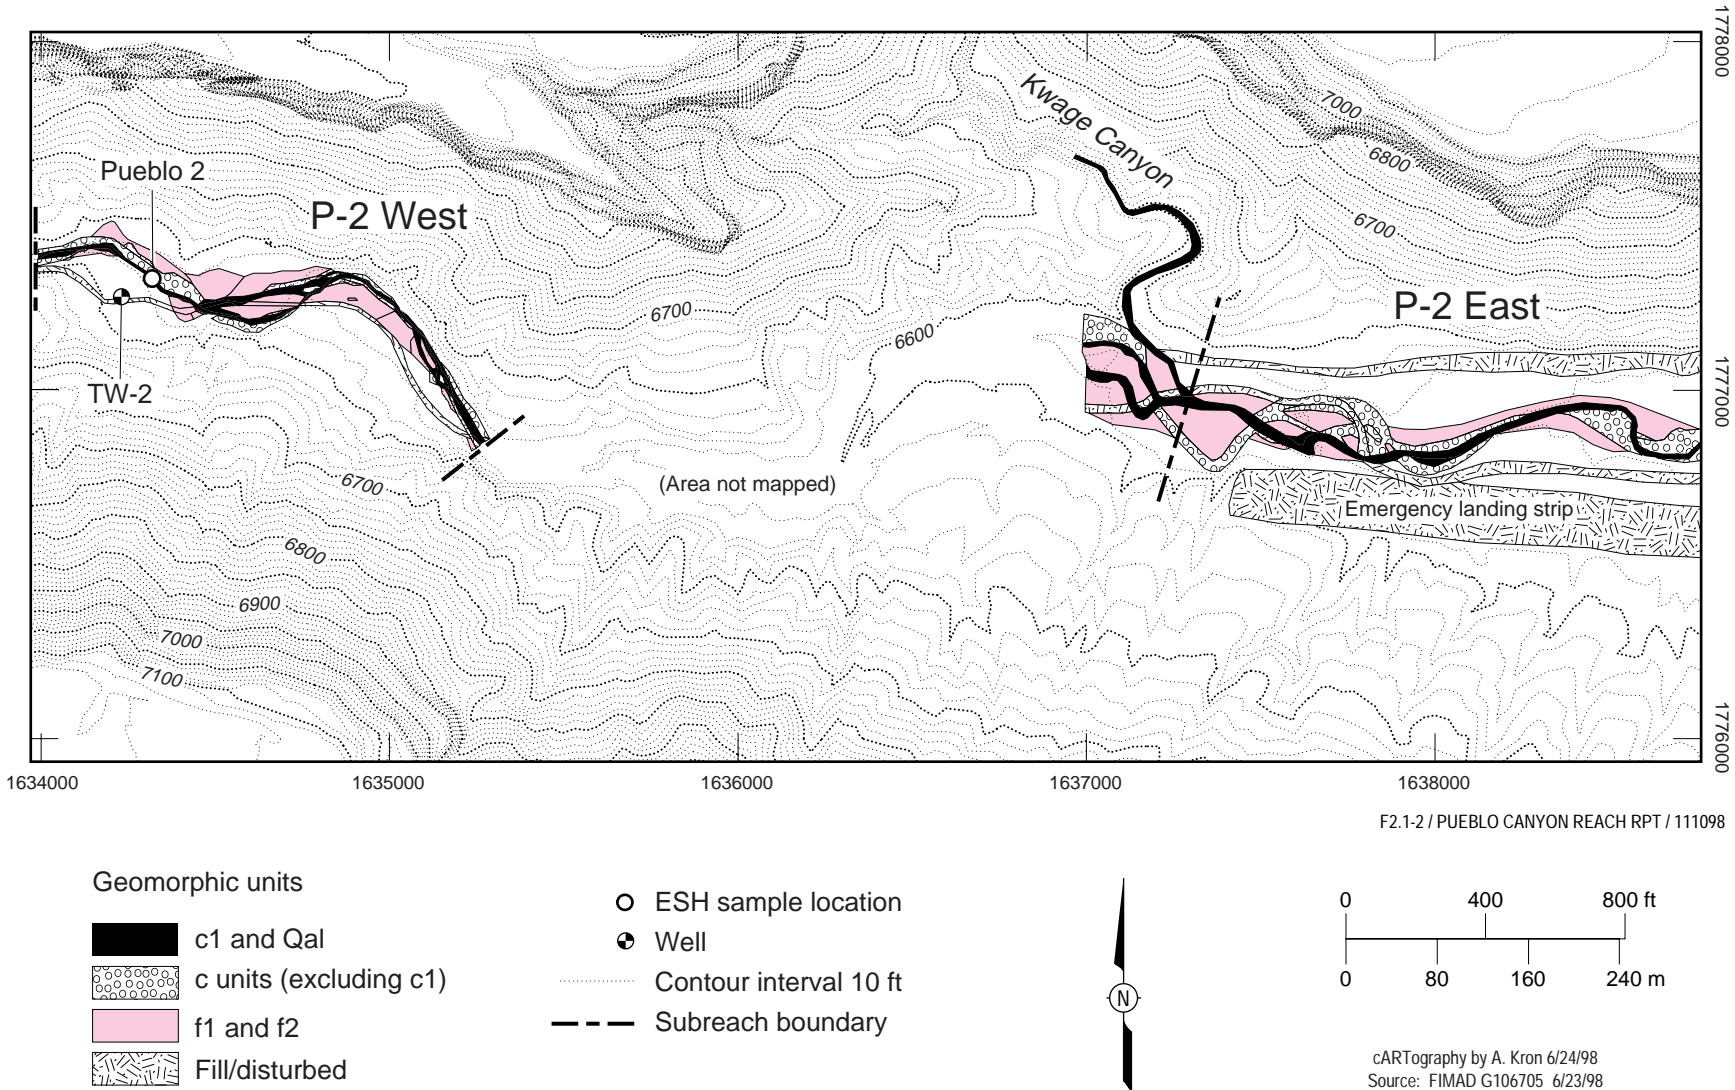 1778000
Kwage Canyon
7000
6800
Pueblo 2
P-2 West
6700
P-2 East
6700
6600
TW-2
1777000
6700
(Area not mapped)
Emergency landing strip
6800
6900
7000
7100
1776000
1634000
1635000
1636000
1637000
1638000
F2.1-2 / PUEBLO CANYON REACH RPT / 111098
Geomorphic units
c1 and Qal
c units (excluding c1)
f1 and f2
Fill/disturbed
ESH sample location
Well
Contour interval 10 ft
Subreach boundary
N
0 400 800 ft
0 80 160 240 m
cARTography by A. Kron 6/24/98
Source: FIMAD G106705 6/23/98